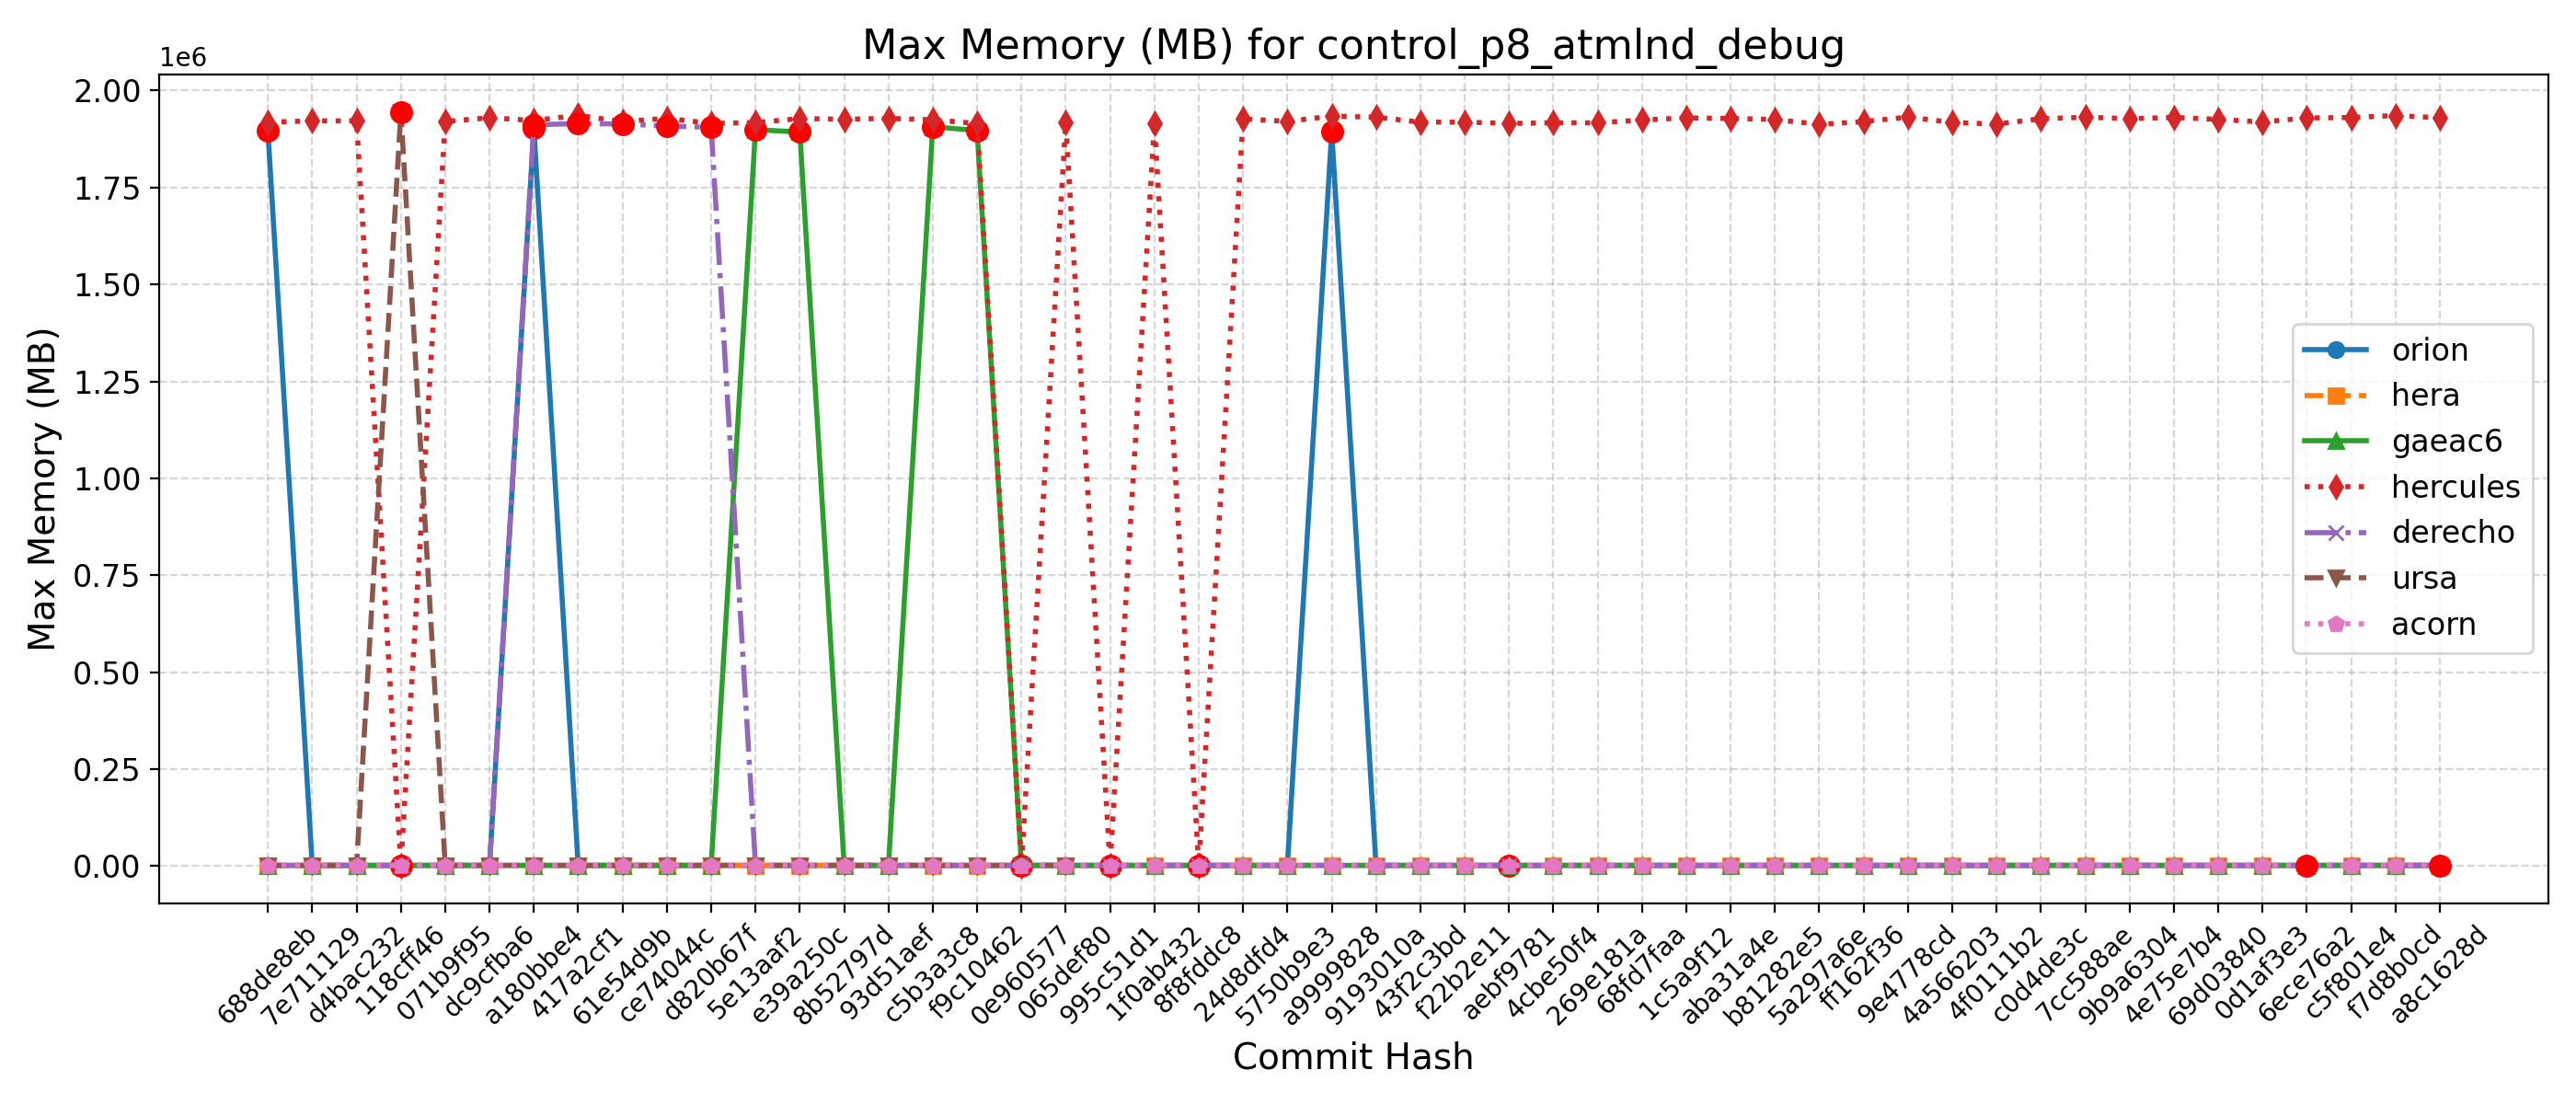 Max Memory (MB) for control_p8_atmlnd_debug
1e6
2.00
1.75
1.50
1.25
1.00
0.75
0.50
0.25
0.00
Max Memory (MB)
orion
hera
gaeac6
hercules
derecho
ursa
acorn
688de8eb
7e711129
d4bac232
118cff46
071b9f95
dc9cfba6
a180bbe4
417a2cf1
61e54d9b
ce74044c
d820b67f
5e13aaf2
e39a250c
8b52797d
93d51aef
c5b3a3c8
f9c10462
0e960577
065def80
995c51d1
1f0ab432
8f8fddc8
24d8dfd4
5750b9e3
a9999828
9193010a
43f2c3bd
f22b2e11
aebf9781
4cbe50f4
269e181a
68fd7faa
1c5a9f12
aba31a4e
b81282e5
5a297a6e
ff162f36
9e4778cd
4a566203
4f0111b2
c0d4de3c
7cc588ae
9b9a6304
4e75e7b4
69d03840
0d1af3e3
6ece76a2
c5f801e4
f7d8b0cd
a8c1628d
Commit Hash